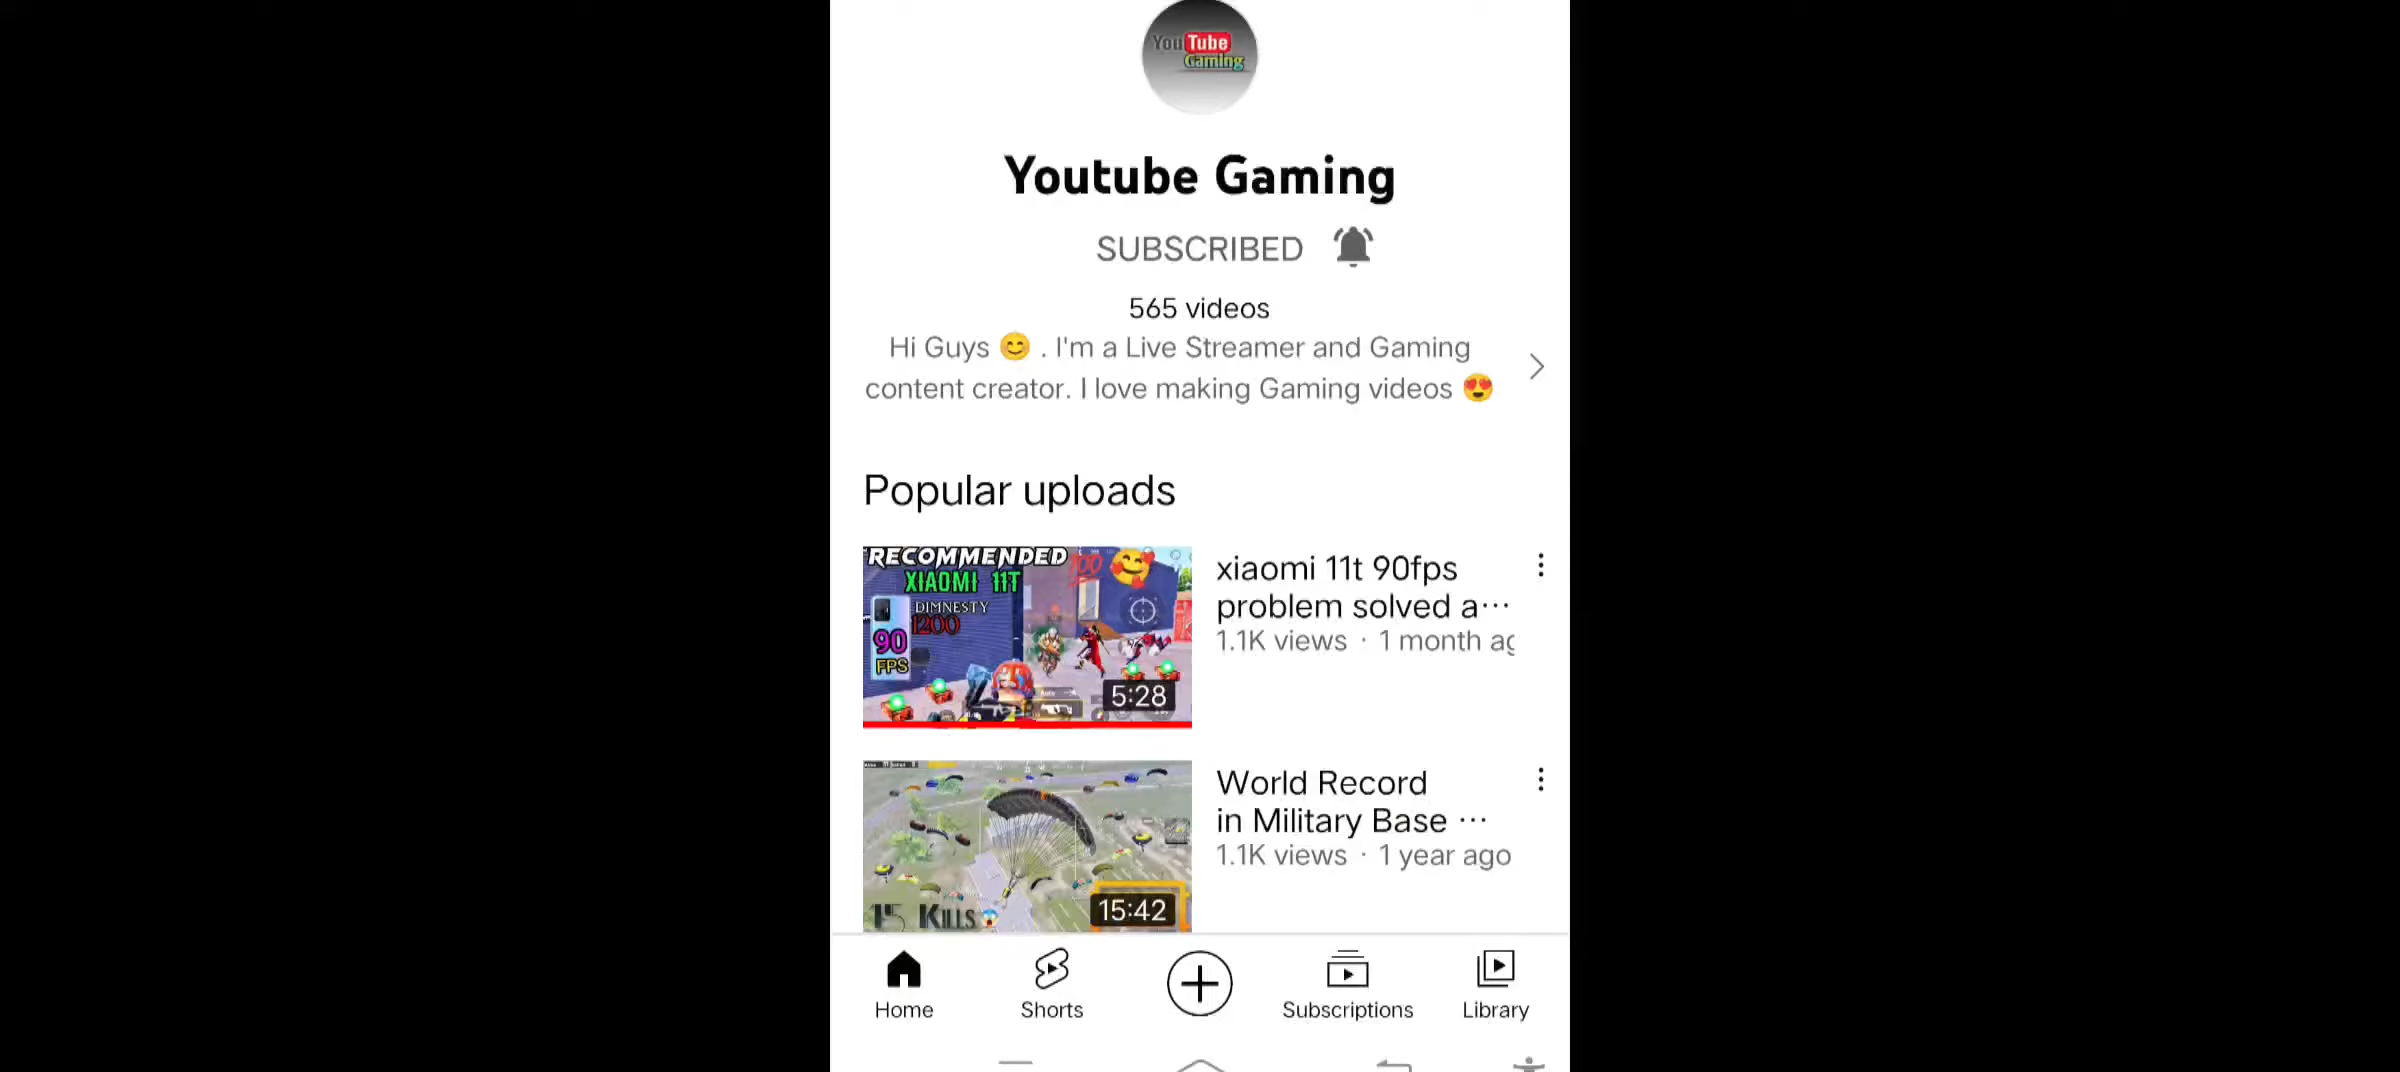 YouTube
Gaming
Youtube Gaming
SUBSCRIBED
565 videos
Hi Guys 😊 . I'm a Live Streamer and Gaming
content creator. I love making Gaming videos 😍
Popular uploads
RECOMMENDED 💯
XIAOMI 11T
DIMNESTY
1200
90
FPS
5:28
xiaomi 11t 90fps
problem solved a...
1.1K views · 1 month ag
15 KILLS
15:42
World Record
in Military Base ...
1.1K views · 1 year ago
Home
Shorts
Subscriptions
Library